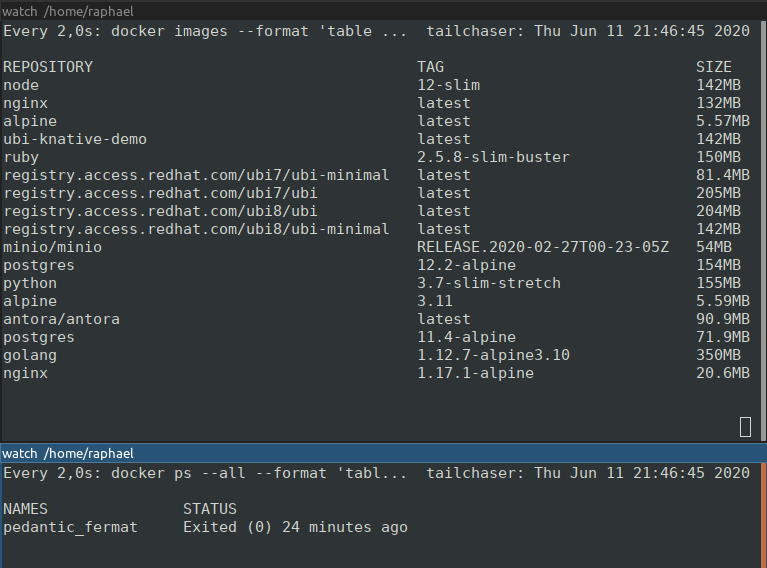 watch /home/raphael
Every 2,0s: docker images --format 'table ... tailchaser: Thu Jun 11 21:46:45 2020
REPOSITORY TAG SIZE
node 12-slim 142MB
nginx latest 132MB
alpine latest 5.57MB
ubi-knative-demo latest 142MB
ruby 2.5.8-slim-buster 150MB
registry.access.redhat.com/ubi7/ubi-minimal latest 81.4MB
registry.access.redhat.com/ubi7/ubi latest 205MB
registry.access.redhat.com/ubi8/ubi latest 204MB
registry.access.redhat.com/ubi8/ubi-minimal latest 142MB
minio/minio RELEASE.2020-02-27T00-23-05Z 54MB
postgres 12.2-alpine 154MB
python 3.7-slim-stretch 155MB
alpine 3.11 5.59MB
antora/antora latest 90.9MB
postgres 11.4-alpine 71.9MB
golang 1.12.7-alpine3.10 350MB
nginx 1.17.1-alpine 20.6MB
watch /home/raphael
Every 2,0s: docker ps --all --format 'tabl... tailchaser: Thu Jun 11 21:46:45 2020
NAMES STATUS
pedantic_fermat Exited (0) 24 minutes ago